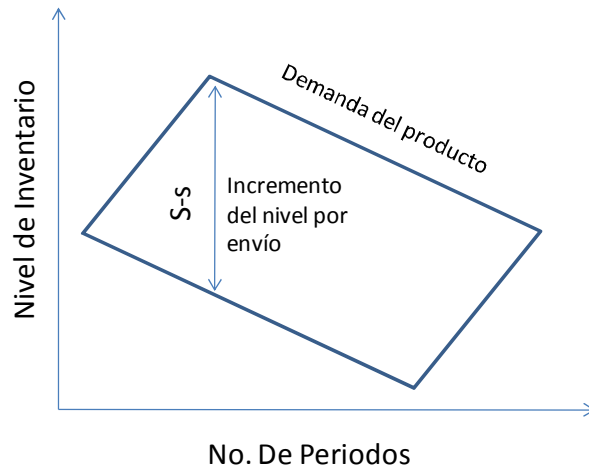 Nivel de Inventario
Demanda del producto
S-s
Incremento
del nivel por
envío
No. De Periodos